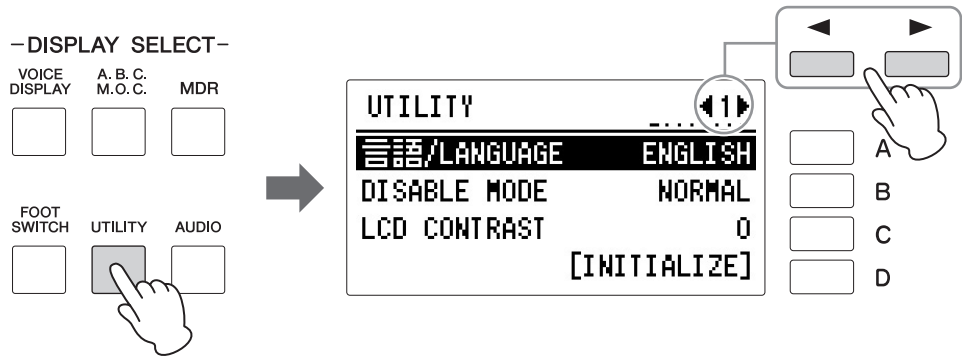 -DISPLAY SELECT-
VOICE DISPLAY
A. B. C. M. O. C.
MDR
FOOT SWITCH
UTILITY
AUDIO
UTILITY 1
言語/LANGUAGE ENGLISH
DISABLE MODE NORMAL
LCD CONTRAST 0
[INITIALIZE]
A
B
C
D